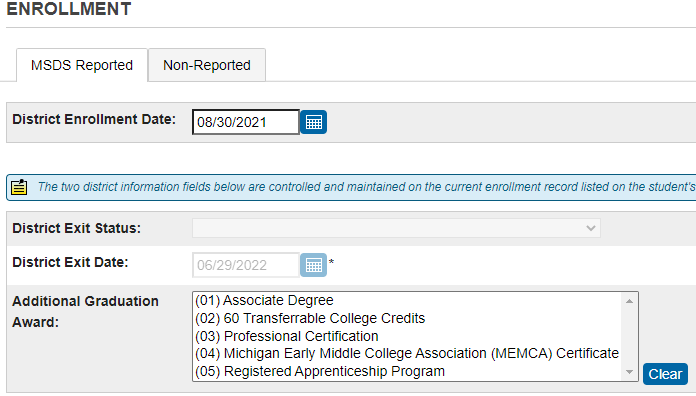 ENROLLMENT
MSDS Reported
Non-Reported
District Enrollment Date:
08/30/2021
The two district information fields below are controlled and maintained on the current enrollment record listed on the student's
District Exit Status:
District Exit Date:
06/29/2022
*
Additional Graduation
Award:
(01) Associate Degree
(02) 60 Transferrable College Credits
(03) Professional Certification
(04) Michigan Early Middle College Association (MEMCA) Certificate
(05) Registered Apprenticeship Program
Clear